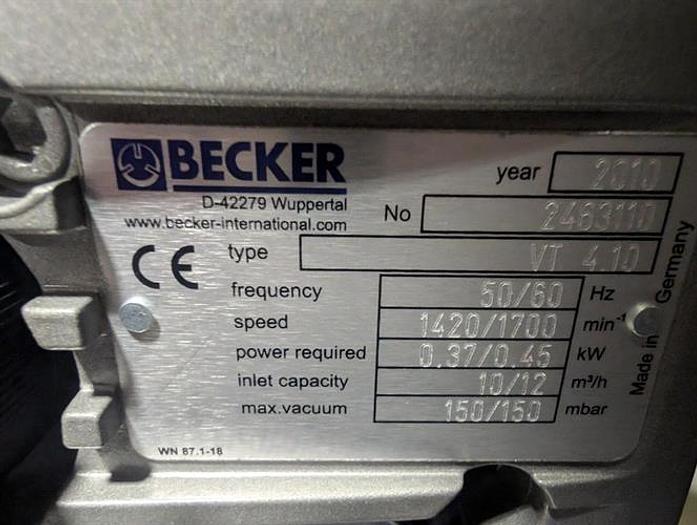 BECKER
D-42279 Wuppertal
www.becker-international.com
year 2010
No 2463110
type VT 4.10
frequency 50/60 Hz
speed 1420/1700 min⁻¹
power required 0.37/0.45 kW
inlet capacity 10/12 m³/h
max.vacuum 150/150 mbar
CE
Made in Germany
WN 87.1-18